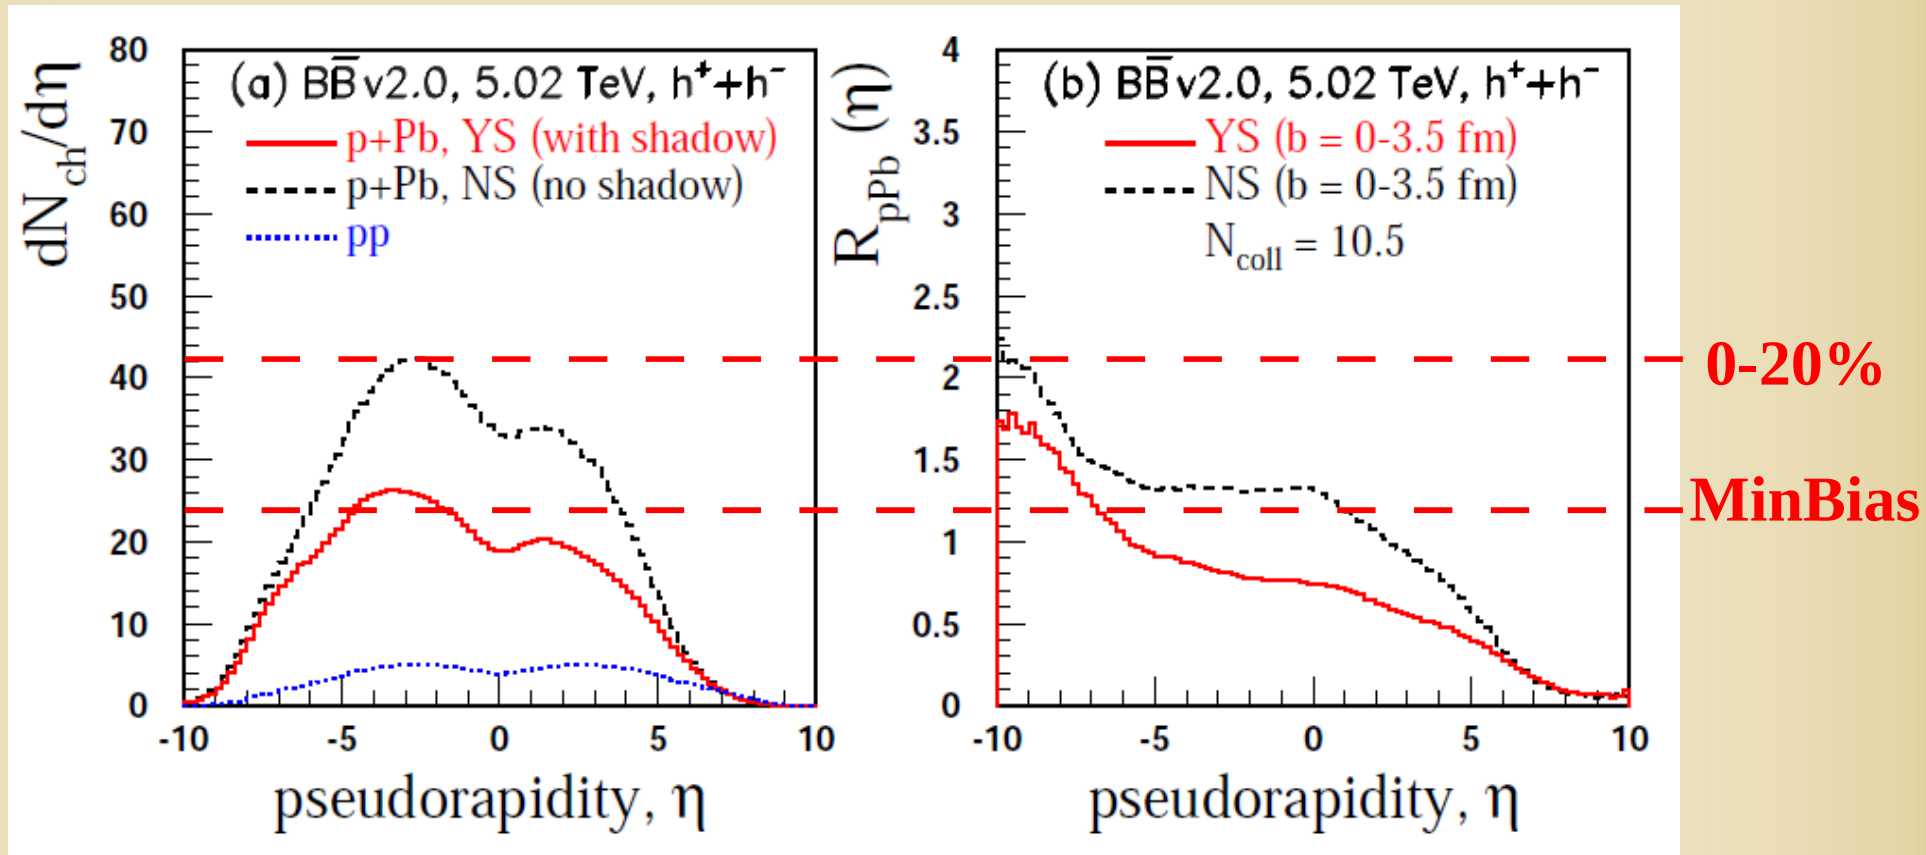 (a) BB̅ v2.0, 5.02 TeV, h⁺+h⁻
p+Pb, YS (with shadow)
p+Pb, NS (no shadow)
pp
dN_ch/dη
80
70
60
50
40
30
20
10
0
-10 -5 0 5 10
pseudorapidity, η
(b) BB̅ v2.0, 5.02 TeV, h⁺+h⁻
YS (b = 0-3.5 fm)
NS (b = 0-3.5 fm)
N_coll = 10.5
R_pPb (η)
4
3.5
3
2.5
2
1.5
1
0.5
0
-10 -5 0 5 10
pseudorapidity, η
0-20%
MinBias